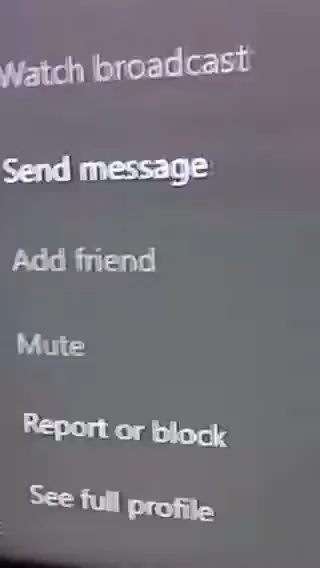 Watch broadcast
Send message
Add friend
Mute
Report or block
See full profile